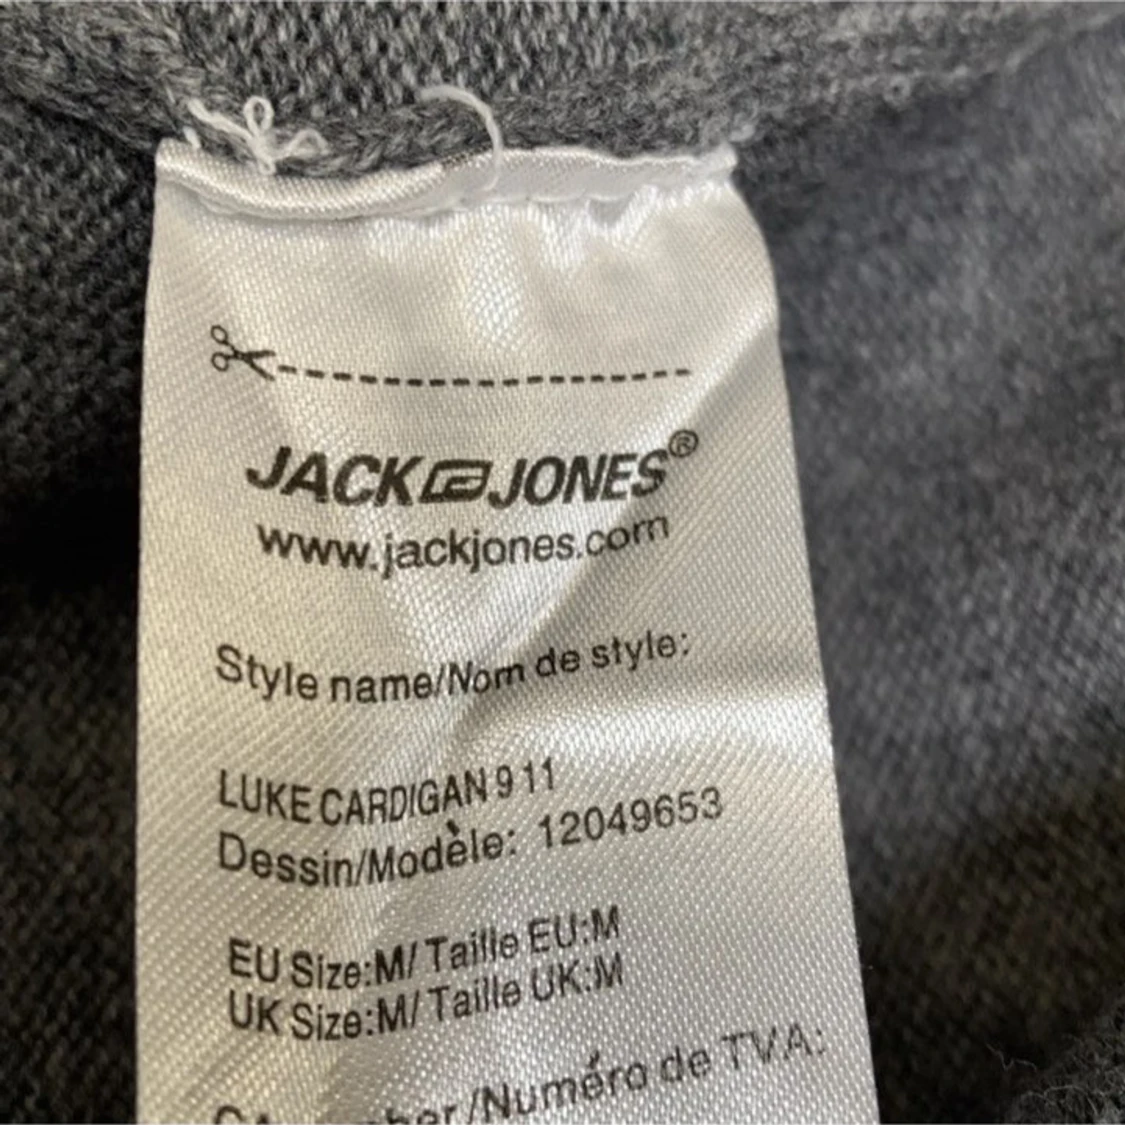 JACK JONES®
www.jackjones.com
Style name/Nom de style:
LUKE CARDIGAN 9 11
Dessin/Modèle: 12049653
EU Size:M/ Taille EU:M
UK Size:M/ Taille UK:M
/Numéro de TVA: